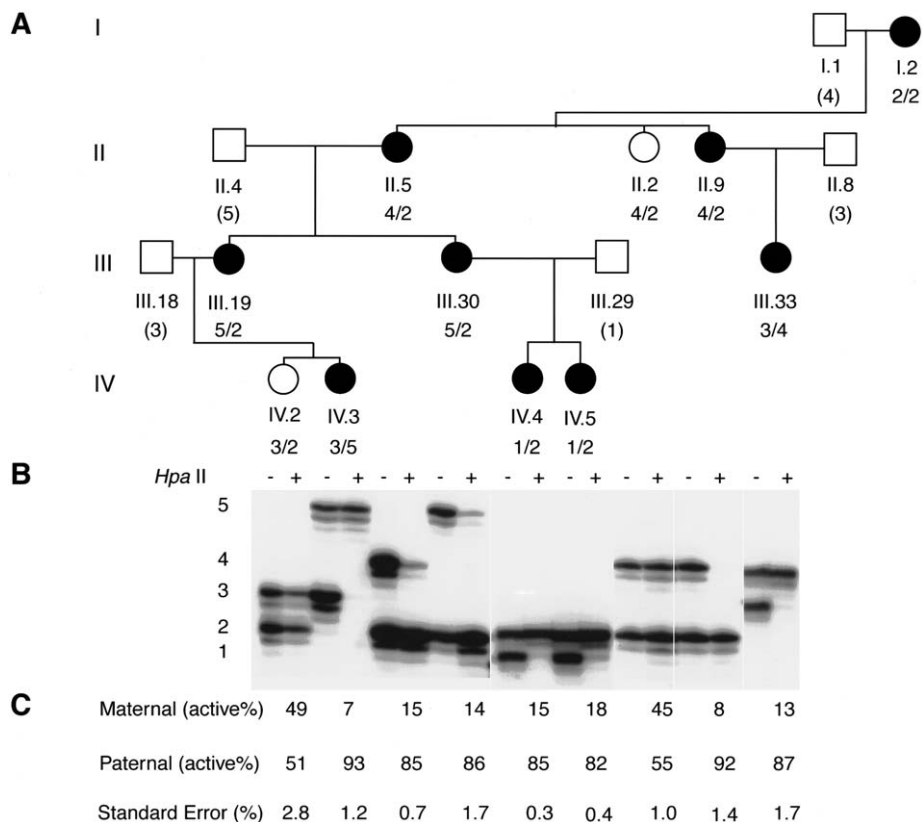 A
I
I.1 I.2
(4) 2/2
II
II.4 II.5 II.2 II.9 II.8
(5) 4/2 4/2 4/2 (3)
III
III.18 III.19 III.30 III.29 III.33
(3) 5/2 5/2 (1) 3/4
IV
IV.2 IV.3 IV.4 IV.5
3/2 3/5 1/2 1/2
B
Hpa II - + - + - + - + - + - + - + - + - +
5
4
3
2
1
C
Maternal (active%) 49 7 15 14 15 18 45 8 13
Paternal (active%) 51 93 85 86 85 82 55 92 87
Standard Error (%) 2.8 1.2 0.7 1.7 0.3 0.4 1.0 1.4 1.7